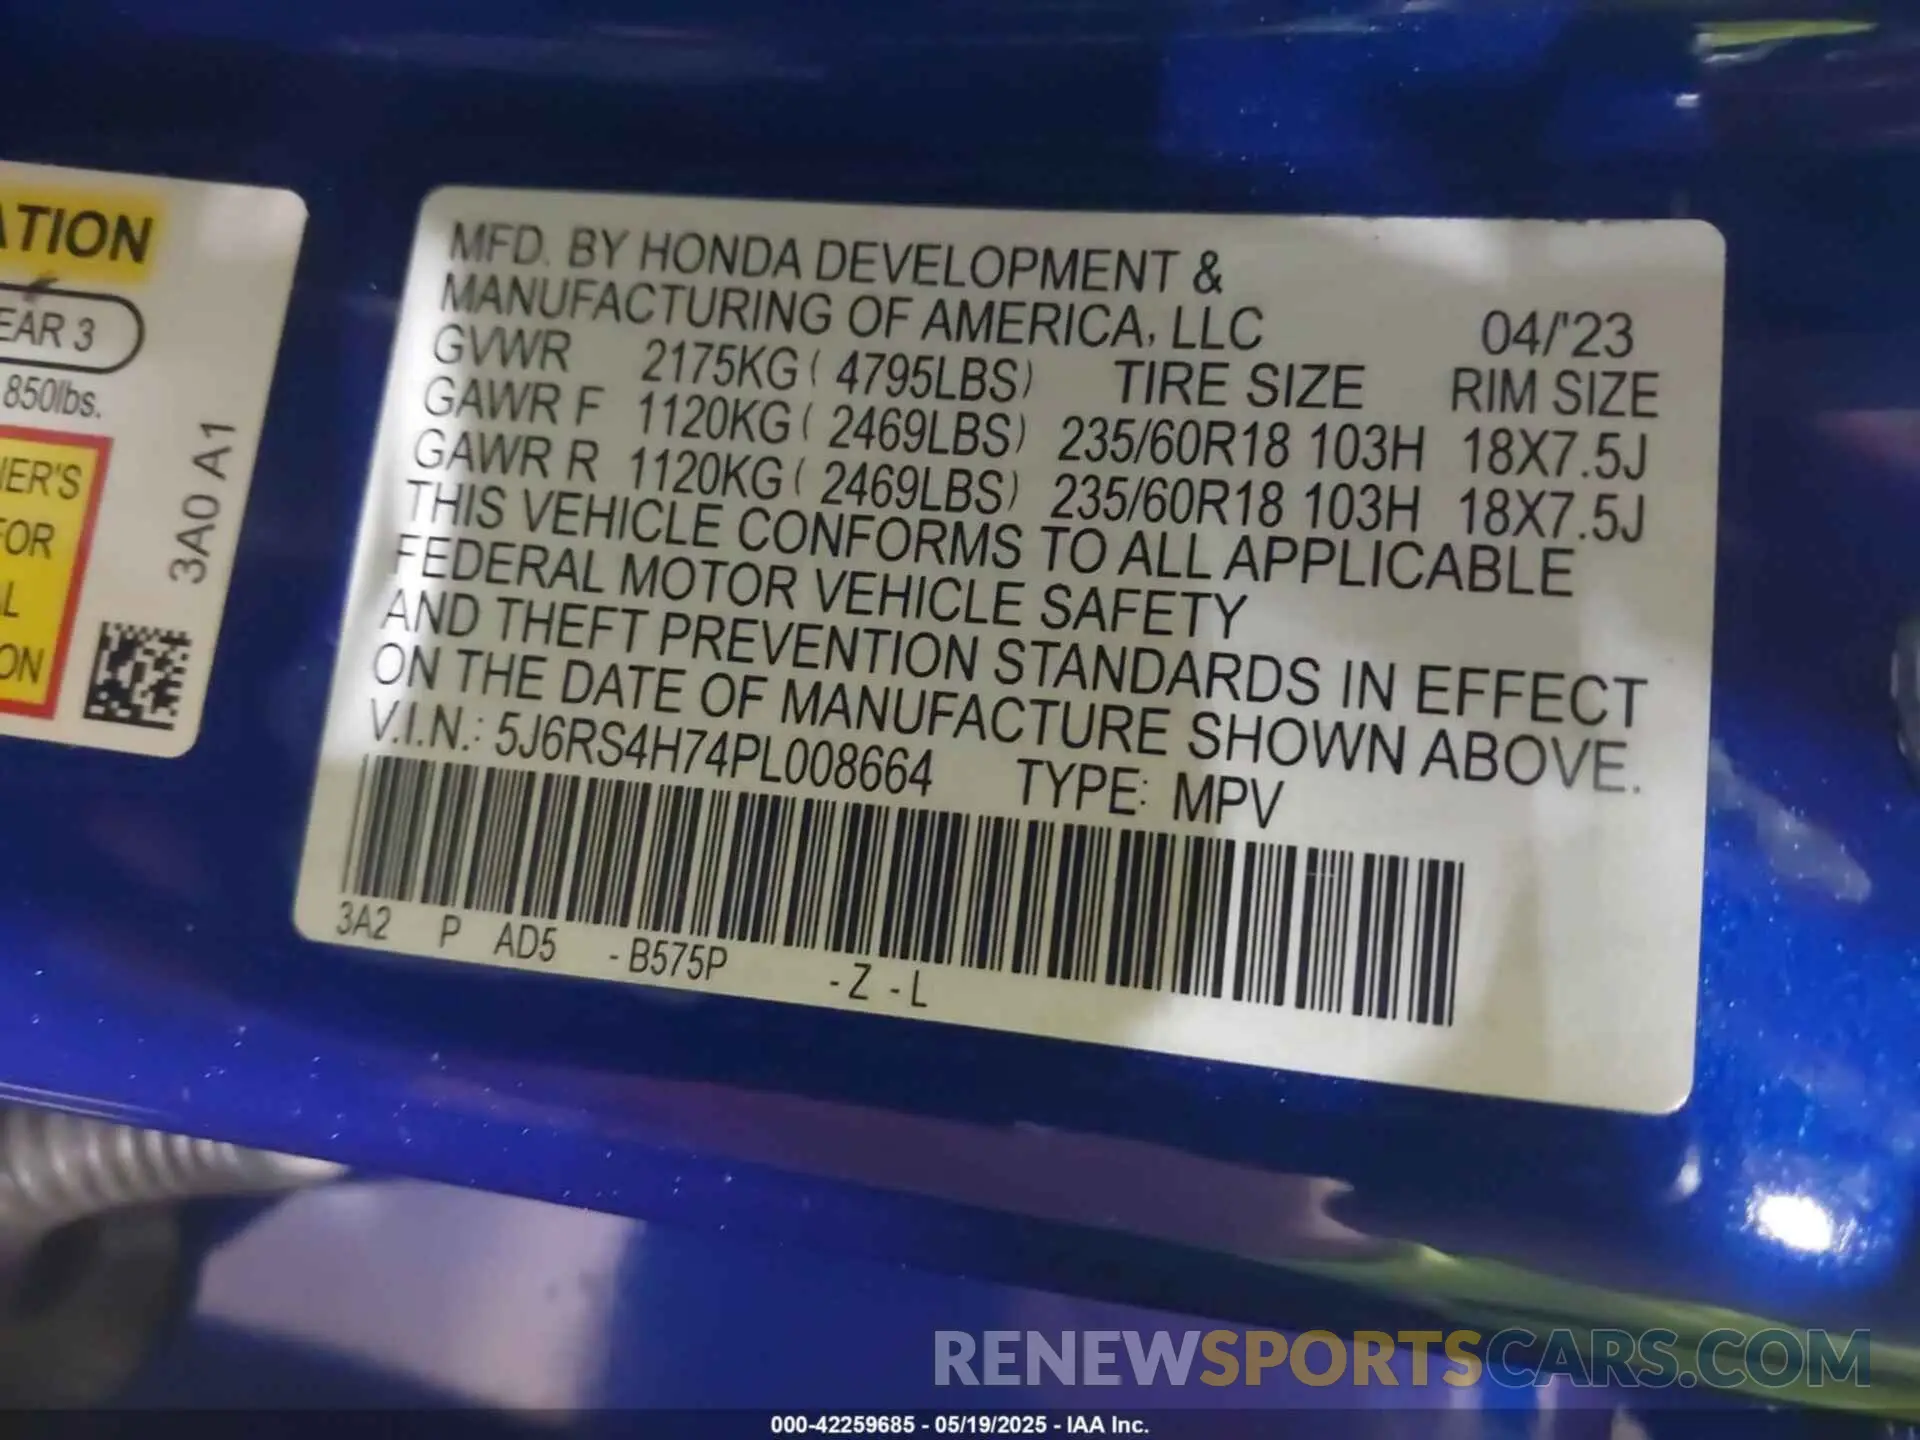 ATION
EAR 3
850lbs.
NER'S
FOR
AL
ON
3A0 A1
MFD. BY HONDA DEVELOPMENT &
MANUFACTURING OF AMERICA, LLC 04/'23
GVWR 2175KG ( 4795LBS) TIRE SIZE RIM SIZE
GAWR F 1120KG ( 2469LBS) 235/60R18 103H 18X7.5J
GAWR R 1120KG ( 2469LBS) 235/60R18 103H 18X7.5J
THIS VEHICLE CONFORMS TO ALL APPLICABLE
FEDERAL MOTOR VEHICLE SAFETY
AND THEFT PREVENTION STANDARDS IN EFFECT
ON THE DATE OF MANUFACTURE SHOWN ABOVE.
V.I.N.: 5J6RS4H74PL008664 TYPE: MPV
3A2 P AD5 - B575P - Z - L
RENEWSPORTSCARS.COM
000-42259685 - 05/19/2025 - IAA Inc.